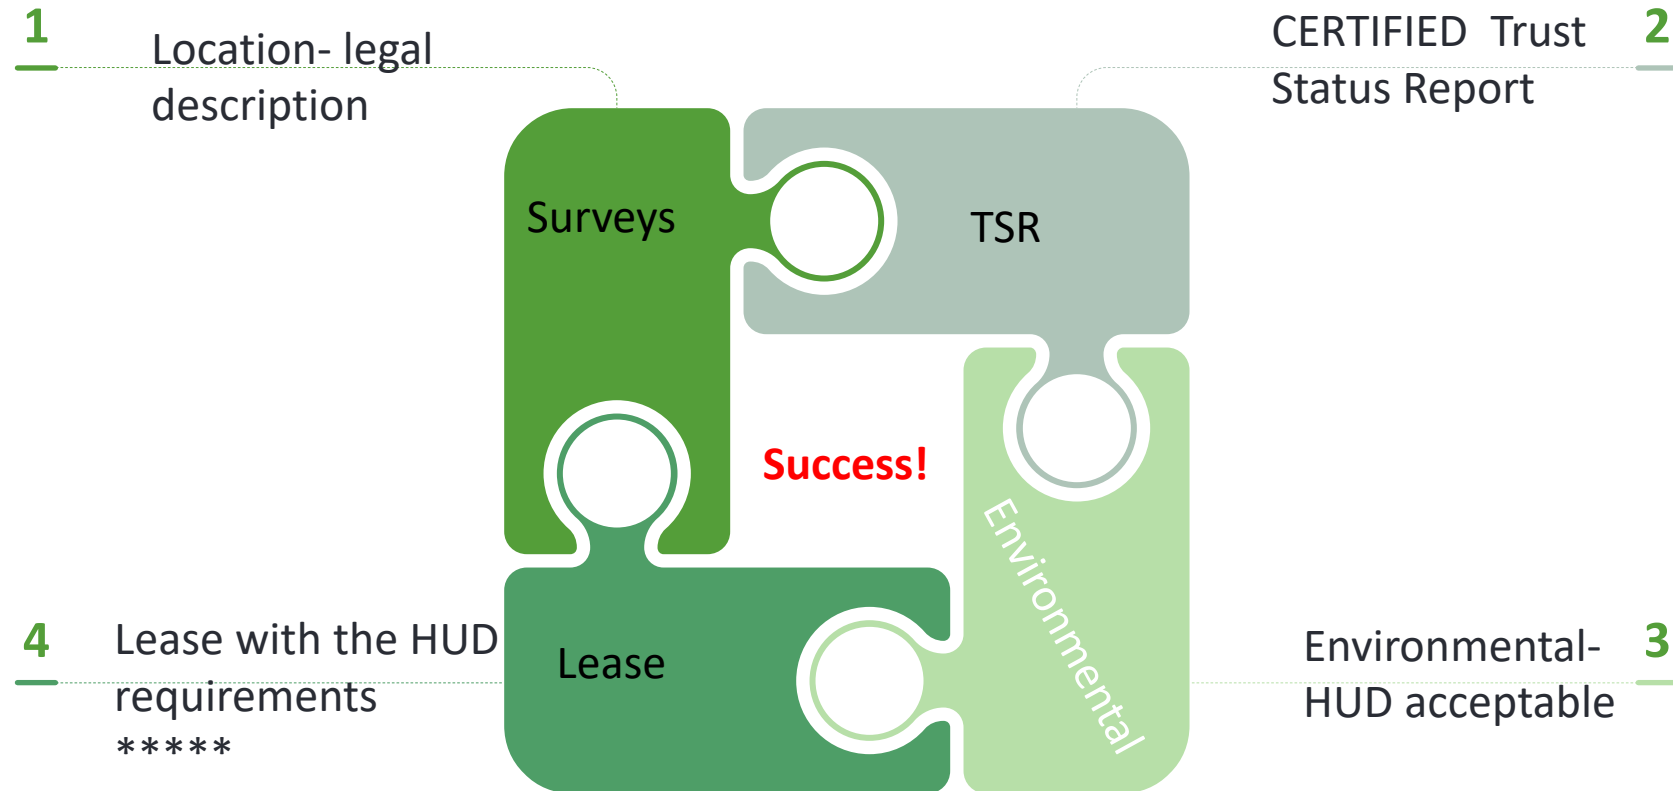 1
Location- legal
description
CERTIFIED  Trust
Status Report
2
Surveys
TSR
Success!
Environmental
Lease
4
Lease with the HUD
requirements
*****
Environmental-
HUD acceptable
3